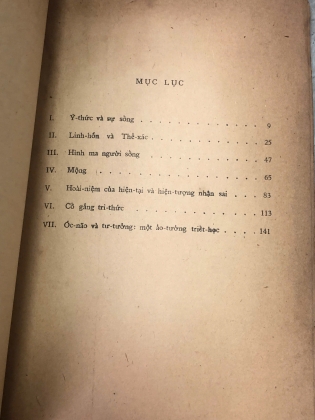 MỤC LỤC
I. Ý-thức và sự sống . . . . . . . . . . . 9
II. Linh-hồn và Thể-xác . . . . . . . . . . 25
III. Hình ma người sống . . . . . . . . . . 47
IV. Mộng . . . . . . . . . . . . . . . 65
V. Hoài-niệm của hiện-tại và hiện-tượng nhận sai . . . 83
VI. Cố gắng tri-thức . . . . . . . . . . . 113
VII. Óc-não và tư-tưởng: một ảo-tưởng triết-học . . . . 141